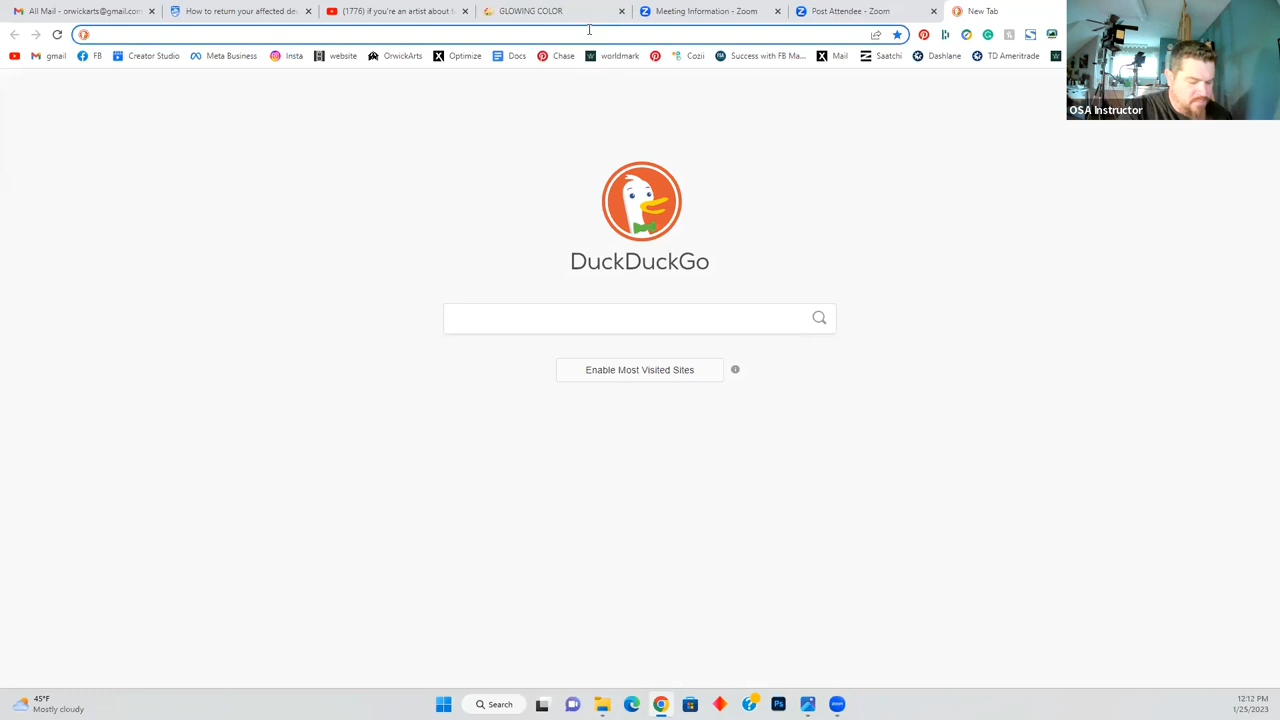 All Mail - orwickarts@gmail.com
How to return your affected de
(1776) if you're an artist about
GLOWING COLOR
Meeting Information - Zoom
Post Attendee - Zoom
New Tab
gmail
FB
Creator Studio
Meta Business
Insta
website
OrwickArts
Optimize
Docs
Chase
worldmark
Cozii
Success with FB Ma...
Mail
Saatchi
Dashlane
TD Ameritrade
OSA Instructor
DuckDuckGo
Enable Most Visited Sites
45°F
Mostly cloudy
Search
Ps
zoom
12:12 PM
1/25/2023